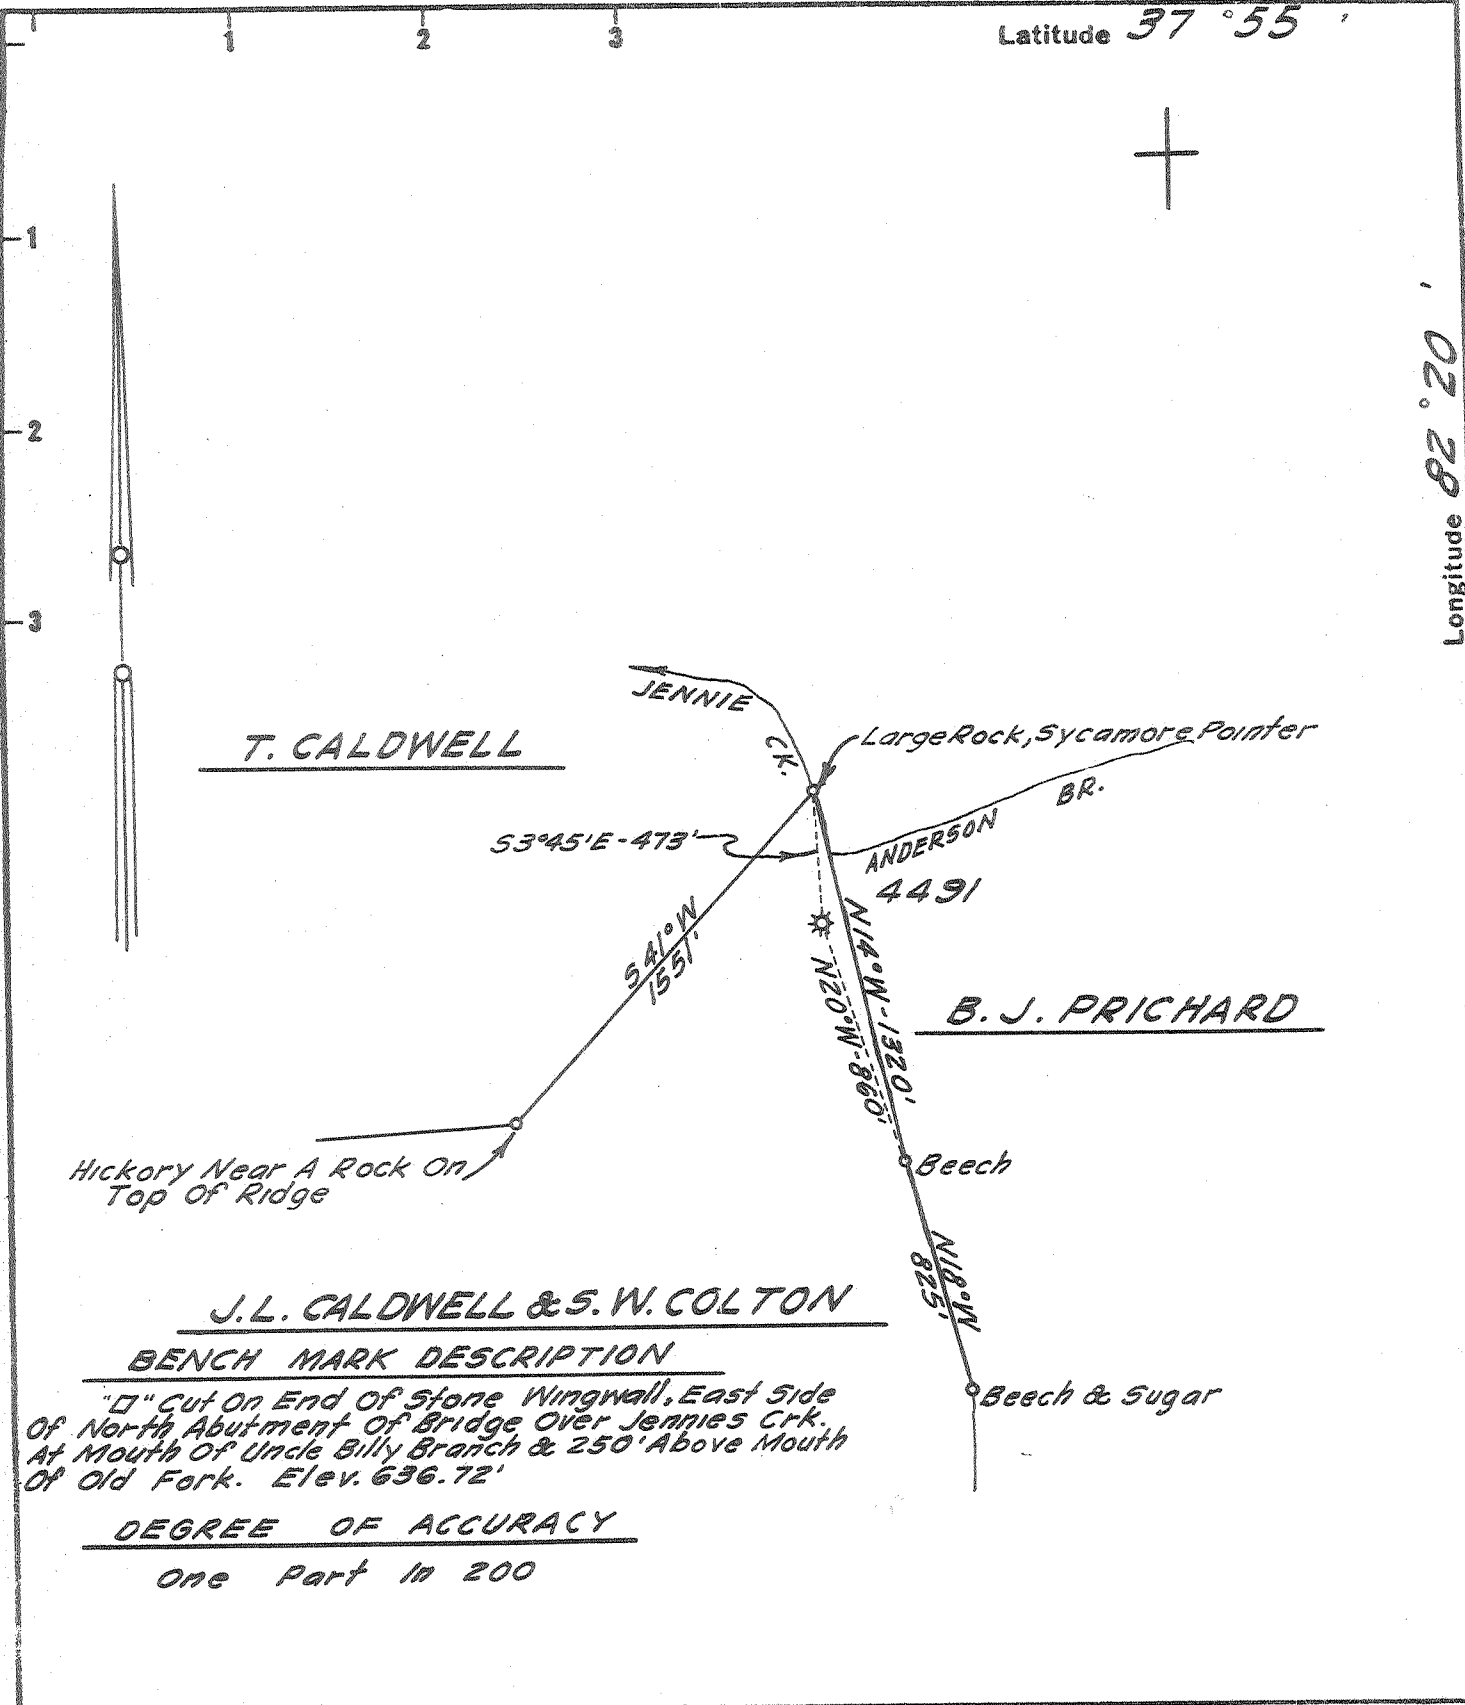 1 2 3
Latitude 37 ° 55 '
1
2
3
Longitude 82 ° 20 '
JENNIE
CK.
Large Rock, Sycamore Pointer
T. CALDWELL
BR.
ANDERSON
S3°45'E-473'
4491
S41°W
1551'
N14°W-1320'
N20°W-860'
B. J. PRICHARD
Beech
Hickory Near A Rock On
Top Of Ridge
N18°W
825'
J.L. CALDWELL & S.W. COLTON
BENCH MARK DESCRIPTION
"□" Cut On End Of Stone Wingwall, East Side
Of North Abutment Of Bridge Over Jennies Crk.
At Mouth Of Uncle Billy Branch & 250' Above Mouth
Of Old Fork. Elev. 636.72'
Beech & Sugar
DEGREE OF ACCURACY
One Part In 200